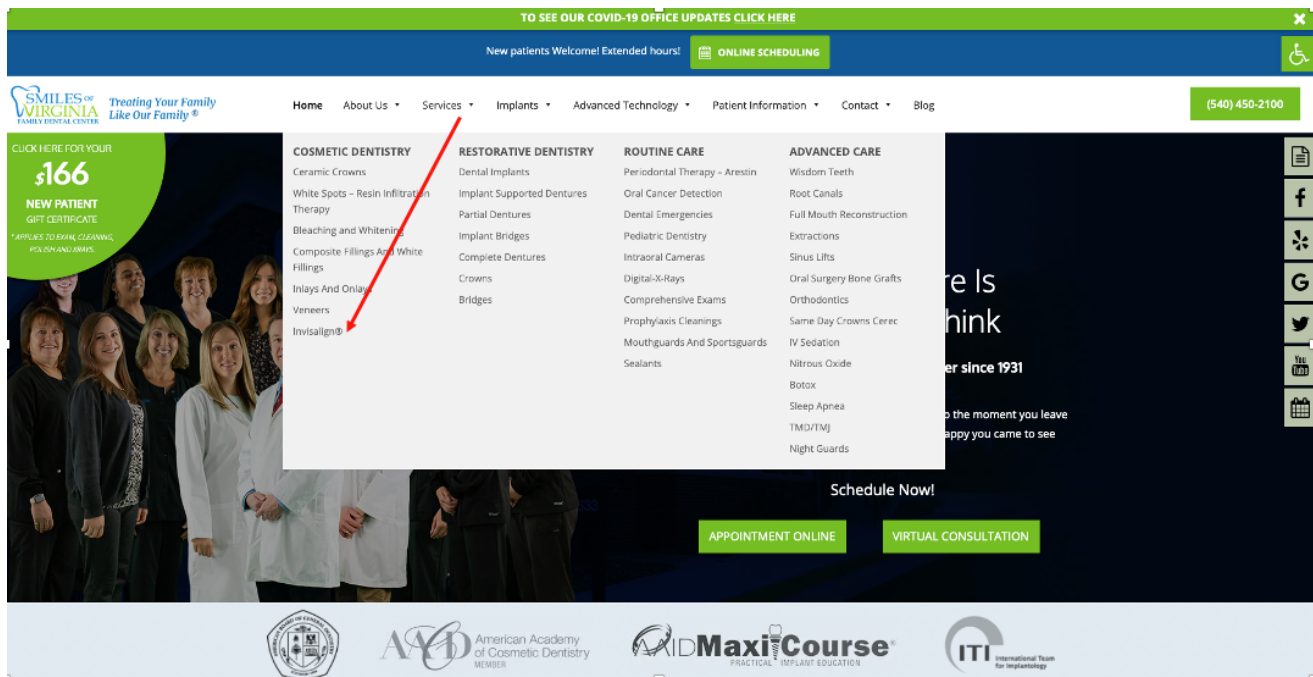 TO SEE OUR COVID-19 OFFICE UPDATES CLICK HERE
New patients Welcome! Extended hours!
ONLINE SCHEDULING
SMILES OF
VIRGINIA
FAMILY DENTAL CENTER
Treating Your Family
Like Our Family ®
Home
About Us
Services
Implants
Advanced Technology
Patient Information
Contact
Blog
(540) 450-2100
CLICK HERE FOR YOUR
$166
NEW PATIENT
GIFT CERTIFICATE
*APPLIES TO EXAM, CLEANING,
POLISH AND XRAYS.
COSMETIC DENTISTRY
Ceramic Crowns
White Spots – Resin Infiltration
Therapy
Bleaching and Whitening
Composite Fillings And White
Fillings
Inlays And Onlays
Veneers
Invisalign®
RESTORATIVE DENTISTRY
Dental Implants
Implant Supported Dentures
Partial Dentures
Implant Bridges
Complete Dentures
Crowns
Bridges
ROUTINE CARE
Periodontal Therapy – Arestin
Oral Cancer Detection
Dental Emergencies
Pediatric Dentistry
Intraoral Cameras
Digital-X-Rays
Comprehensive Exams
Prophylaxis Cleanings
Mouthguards And Sportsguards
Sealants
ADVANCED CARE
Wisdom Teeth
Root Canals
Full Mouth Reconstruction
Extractions
Sinus Lifts
Oral Surgery Bone Grafts
Orthodontics
Same Day Crowns Cerec
IV Sedation
Nitrous Oxide
Botox
Sleep Apnea
TMD/TMJ
Night Guards
re Is
hink
er since 1931
o the moment you leave
appy you came to see
Schedule Now!
APPOINTMENT ONLINE
VIRTUAL CONSULTATION
You
Tube
AACD
American Academy
of Cosmetic Dentistry
MEMBER
AAIDMaxiCourse®
PRACTICAL IMPLANT EDUCATION
ITI
International Team
for Implantology